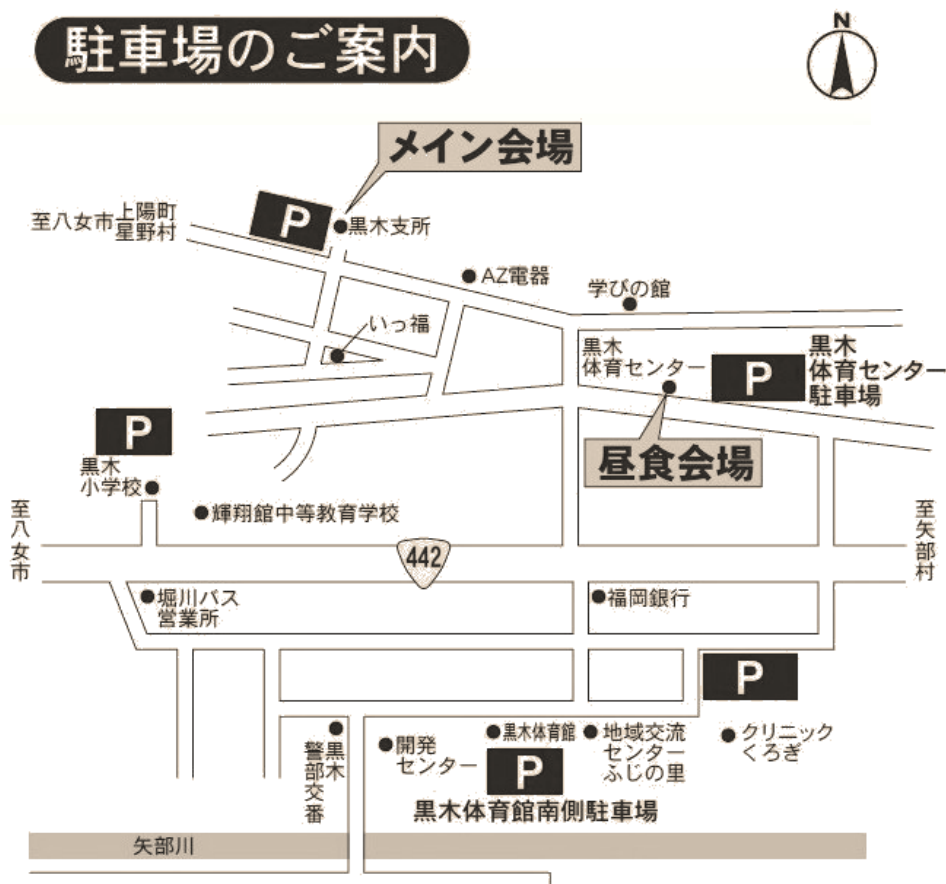 駐車場のご案内
N
メイン会場
至八女市
上陽町
星野村
P
黒木支所
AZ電器
学びの館
いっ福
黒木
体育センター
P
黒木
体育センター
駐車場
P
昼食会場
黒木
小学校
輝翔館中等教育学校
至八女市
442
至矢部村
堀川バス
営業所
福岡銀行
P
黒木
警部交番
開発
センター
黒木体育館
地域交流
センター
ふじの里
クリニック
くろぎ
P
黒木体育館南側駐車場
矢部川